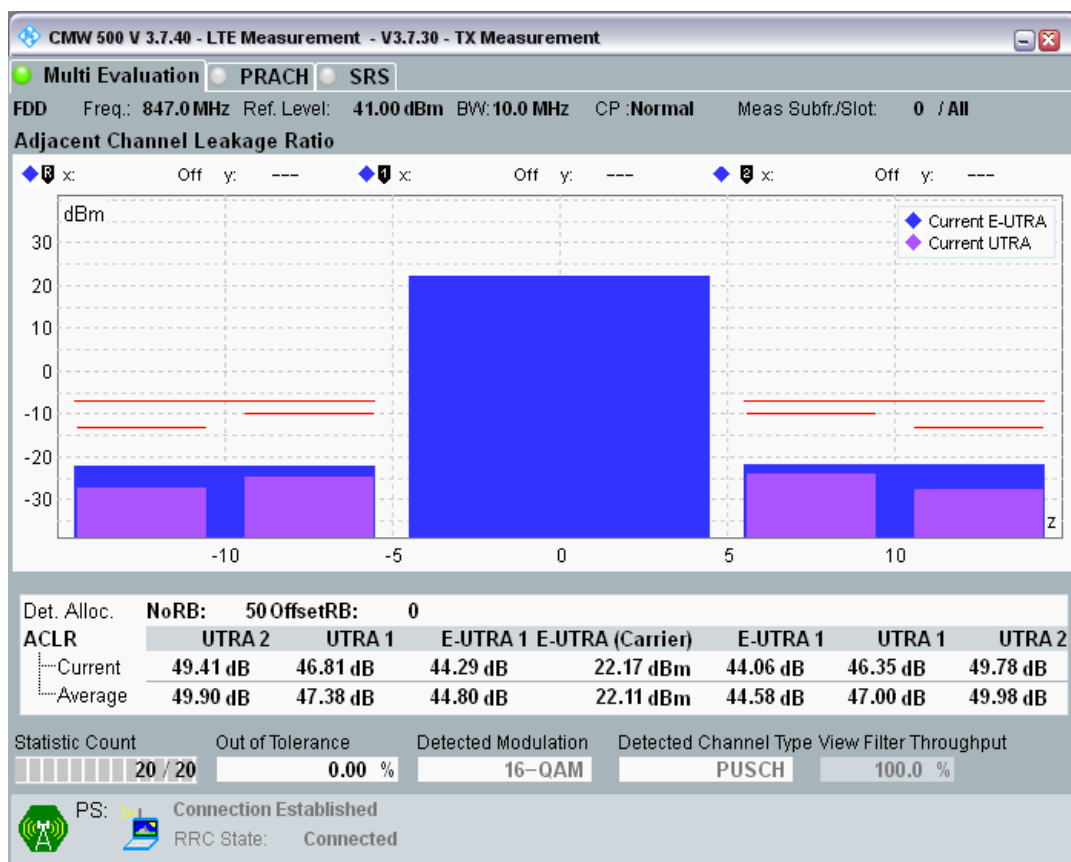 CMW 500 V 3.7.40 - LTE Measurement - V3.7.30 - TX Measurement
Multi Evaluation PRACH SRS
FDD Freq.: 847.0 MHz Ref. Level: 41.00 dBm BW: 10.0 MHz CP :Normal Meas Subfr./Slot: 0 / All
Adjacent Channel Leakage Ratio
R x: Off y: --- 1 x: Off y: --- 2 x: Off y: ---
dBm
Current E-UTRA
Current UTRA
30
20
10
0
-10
-20
-30
z
-10 -5 0 5 10
Det. Alloc. NoRB: 50 OffsetRB: 0
ACLR UTRA 2 UTRA 1 E-UTRA 1 E-UTRA (Carrier) E-UTRA 1 UTRA 1 UTRA 2
Current 49.41 dB 46.81 dB 44.29 dB 22.17 dBm 44.06 dB 46.35 dB 49.78 dB
Average 49.90 dB 47.38 dB 44.80 dB 22.11 dBm 44.58 dB 47.00 dB 49.98 dB
Statistic Count Out of Tolerance Detected Modulation Detected Channel Type View Filter Throughput
20 / 20 0.00 % 16-QAM PUSCH 100.0 %
PS: Connection Established
RRC State: Connected